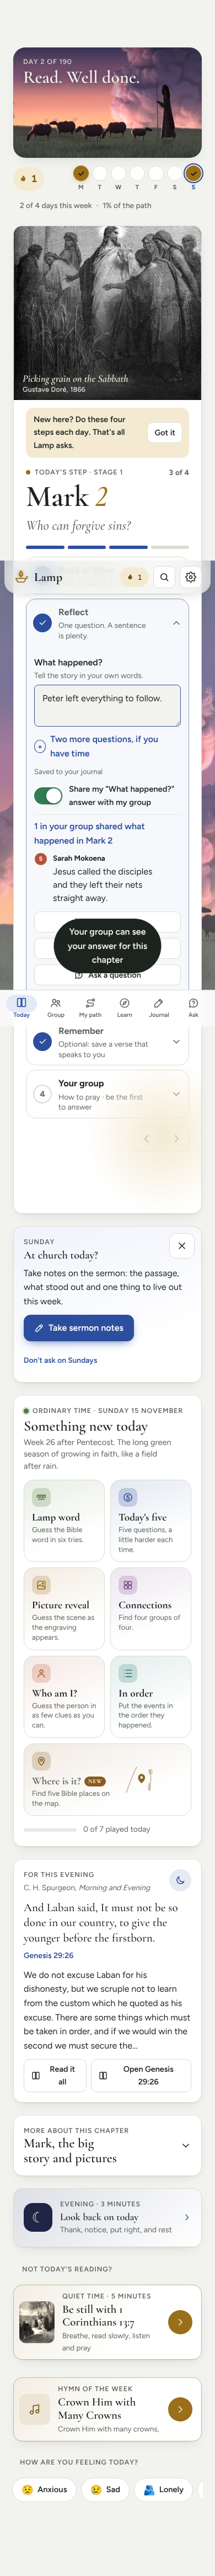 DAY 2 OF 190
Read. Well done.
1
M T W T F S S
2 of 4 days this week · 1% of the path
Picking grain on the Sabbath
Gustave Doré, 1866
New here? Do these four
steps each day. That's all
Lamp asks.
Got it
TODAY'S STEP · STAGE 1
3 of 4
Mark 2
Who can forgive sins?
Lamp
1
Reflect
One question. A sentence
is plenty.
What happened?
Tell the story in your own words.
Peter left everything to follow.
Two more questions, if you
have time
Saved to your journal
Share my "What happened?"
answer with my group
1 in your group shared what
happened in Mark 2
S
Sarah Mokoena
Jesus called the disciples
and they left their nets
straight away.
Your group can see
your answer for this
chapter
Ask a question
Today
Group
My path
Learn
Journal
Ask
Remember
Optional: save a verse that
speaks to you
4
Your group
How to pray · be the first
to answer
SUNDAY
At church today?
Take notes on the sermon: the passage,
what stood out and one thing to live out
this week.
Take sermon notes
Don't ask on Sundays
ORDINARY TIME · SUNDAY 15 NOVEMBER
Something new today
Week 26 after Pentecost. The long green
season of growing in faith, like a field
after rain.
Lamp word
Guess the Bible
word in six tries.
Today's five
Five questions, a
little harder each
time.
Picture reveal
Guess the scene as
the engraving
appears.
Connections
Find four groups of
four.
Who am I?
Guess the person in
as few clues as you
can.
In order
Put the events in
the order they
happened.
Where is it? NEW
Find five Bible places on
the map.
0 of 7 played today
FOR THIS EVENING
C. H. Spurgeon, Morning and Evening
And Laban said, It must not be so
done in our country, to give the
younger before the firstborn.
Genesis 29:26
We do not excuse Laban for his
dishonesty, but we scruple not to learn
from the custom which he quoted as his
excuse. There are some things which must
be taken in order, and if we would win the
second we must secure the…
Read it
all
Open Genesis
29:26
MORE ABOUT THIS CHAPTER
Mark, the big
story and pictures
EVENING · 3 MINUTES
Look back on today
Thank, notice, put right, and rest
NOT TODAY'S READING?
QUIET TIME · 5 MINUTES
Be still with 1
Corinthians 13:7
Breathe, read slowly, listen
and pray
HYMN OF THE WEEK
Crown Him with
Many Crowns
Crown Him with many crowns,
HOW ARE YOU FEELING TODAY?
Anxious
Sad
Lonely